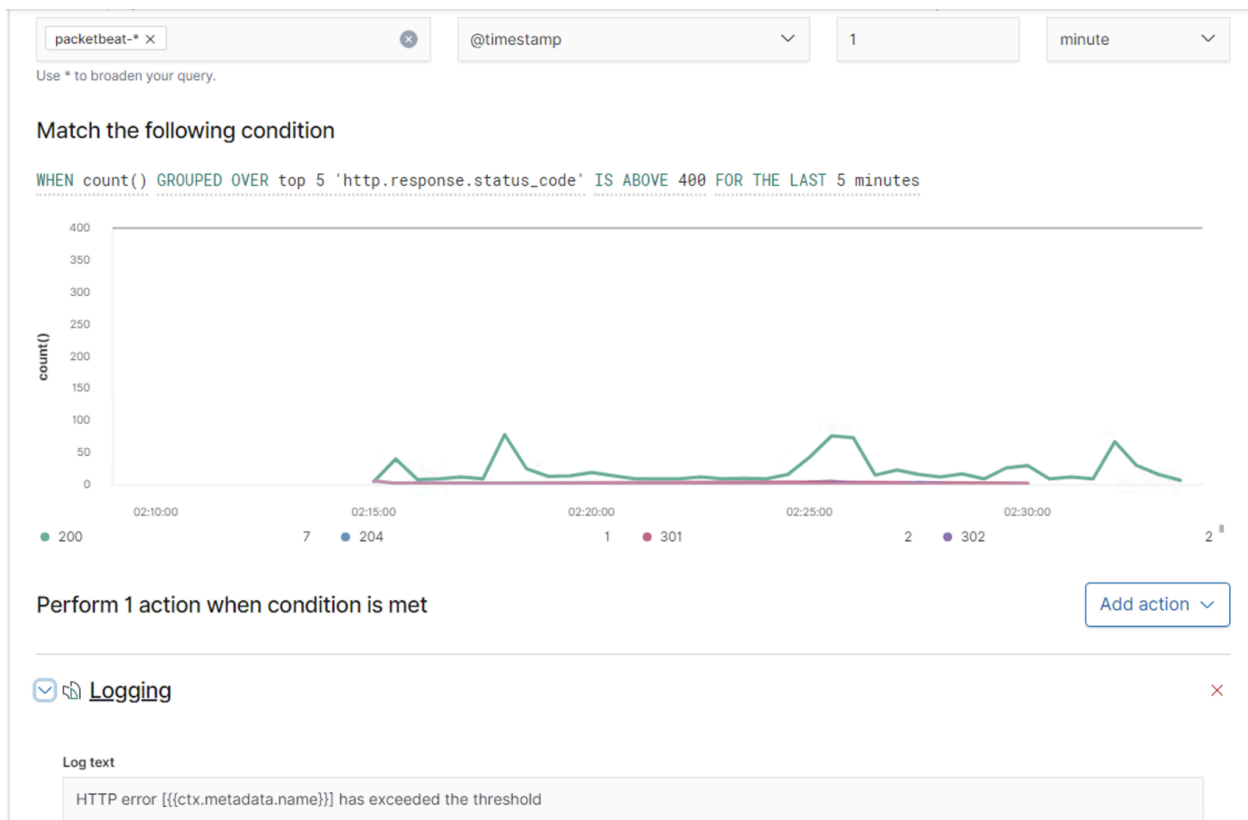 packetbeat-* ×
@timestamp
1
minute
Use * to broaden your query.
Match the following condition
WHEN count() GROUPED OVER top 5 'http.response.status_code' IS ABOVE 400 FOR THE LAST 5 minutes
400
350
300
250
200
150
100
50
0
count()
02:10:00 02:15:00 02:20:00 02:25:00 02:30:00
200 7 204 1 301 2 302 2
Perform 1 action when condition is met
Add action
Logging
Log text
HTTP error [{{ctx.metadata.name}}] has exceeded the threshold